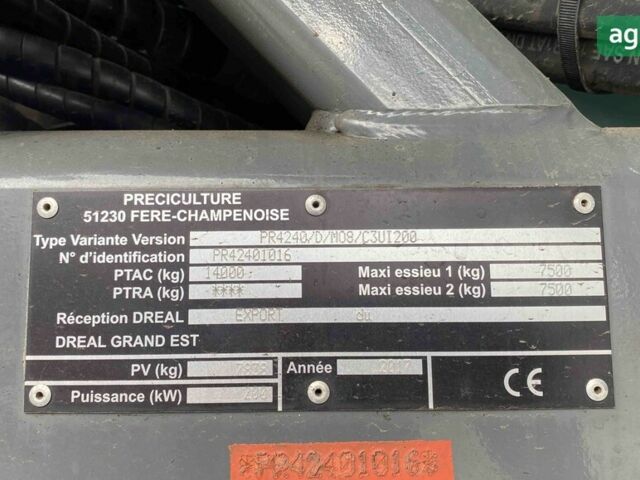 ag
PRECICULTURE
51230 FERE-CHAMPENOISE
Type Variante Version PR4240/D/M08/C3UI200
N° d'identification PR42401016
PTAC (kg) 14000 Maxi essieu 1 (kg) 7500
PTRA (kg) **** Maxi essieu 2 (kg) 7500
Réception DREAL EXPORT du
DREAL GRAND EST
PV (kg) Année 2017
Puissance (kW) 200
CE
*PR42401016*